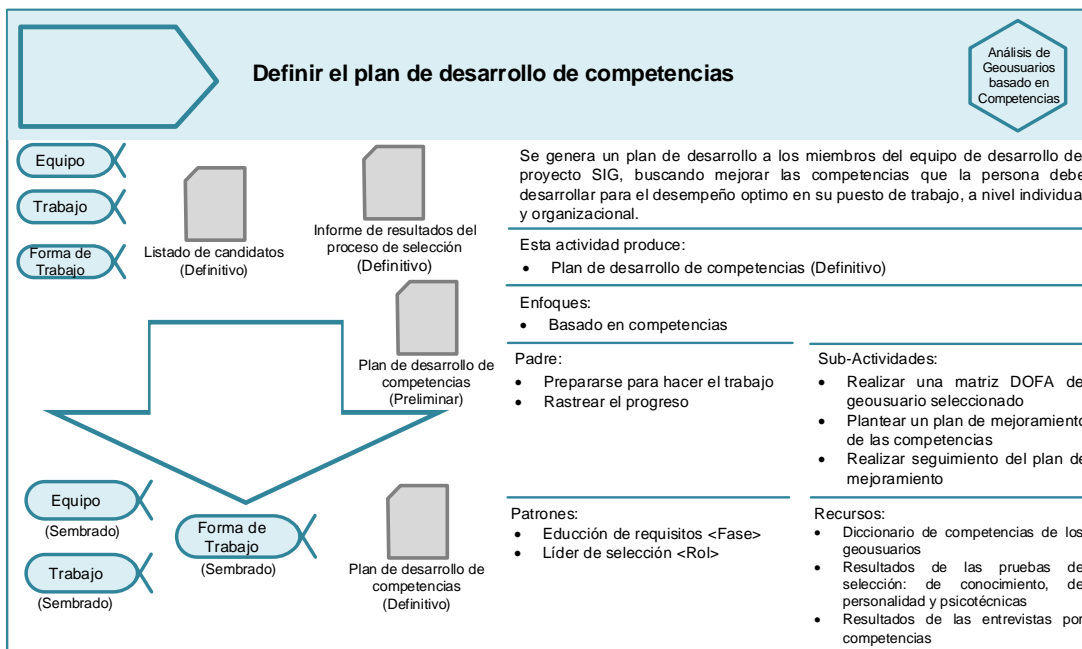 Definir el plan de desarrollo de competencias
Análisis de
Geousuarios
basado en
Competencias
Equipo
Trabajo
Forma de
Trabajo
Listado de candidatos
(Definitivo)
Informe de resultados del
proceso de selección
(Definitivo)
Plan de desarrollo de
competencias
(Preliminar)
Equipo
(Sembrado)
Trabajo
(Sembrado)
Forma de
Trabajo
(Sembrado)
Plan de desarrollo de
competencias
(Definitivo)
Se genera un plan de desarrollo a los miembros del equipo de desarrollo de
proyecto SIG, buscando mejorar las competencias que la persona debe
desarrollar para el desempeño optimo en su puesto de trabajo, a nivel individua
y organizacional.
Esta actividad produce:
• Plan de desarrollo de competencias (Definitivo)
Enfoques:
• Basado en competencias
Padre:
• Prepararse para hacer el trabajo
• Rastrear el progreso
Sub-Actividades:
• Realizar una matriz DOFA de
geousuario seleccionado
• Plantear un plan de mejoramiento
de las competencias
• Realizar seguimiento del plan de
mejoramiento
Patrones:
• Educción de requisitos <Fase>
• Líder de selección <Rol>
Recursos:
• Diccionario de competencias de los
geousuarios
• Resultados de las pruebas de
selección: de conocimiento, de
personalidad y psicotécnicas
• Resultados de las entrevistas por
competencias